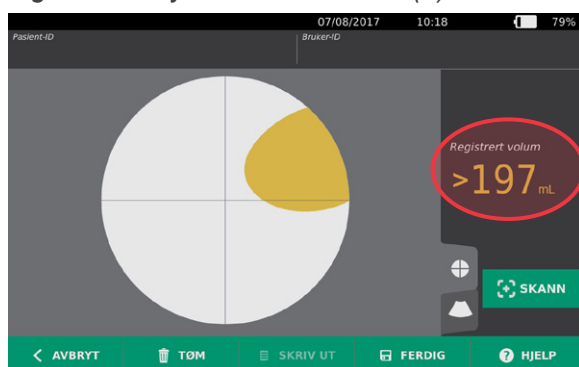 07/08/2017 10:18 79%
Pasient-ID Bruker-ID
Registrert volum
>197 mL
SKANN
AVBRYT TØM SKRIV UT FERDIG HJELP